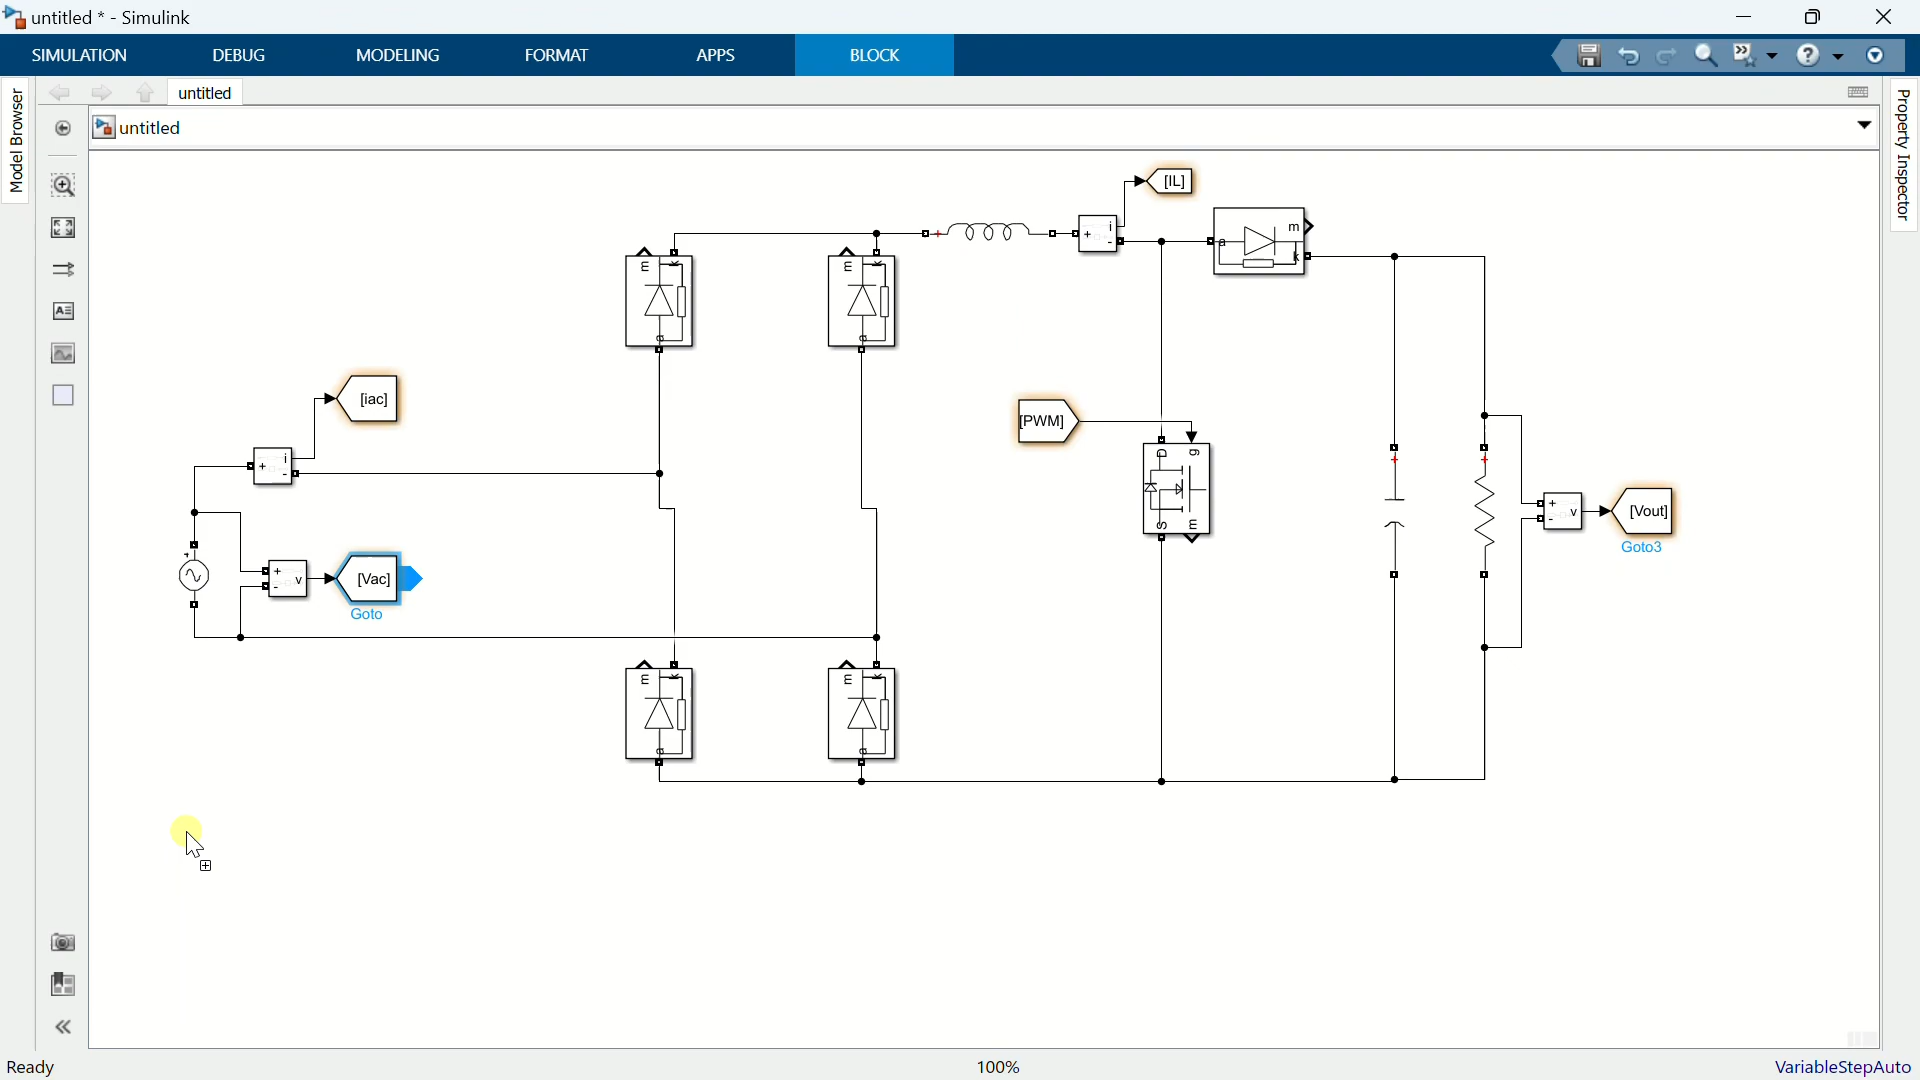 untitled * - Simulink
SIMULATION DEBUG MODELING FORMAT APPS BLOCK
untitled
untitled
Model Browser
Property Inspector
[IL]
i
+
-
a
m
k
m
k
a
m
k
a
[iac]
i
+
-
[PWM]
D
g
S
m
+
+
+
-
v
[Vout]
Goto3
+
+
-
v
[Vac]
Goto
m
k
a
m
k
a
Ready
100%
VariableStepAuto